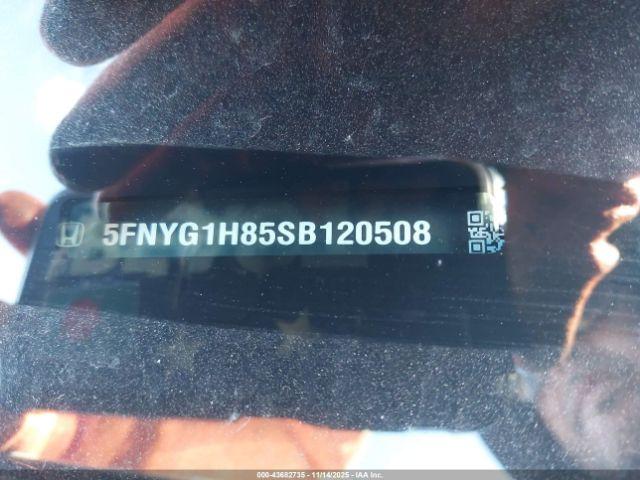 5FNYG1H85SB120508
000-43682735 - 11/14/2025 - IAA Inc.